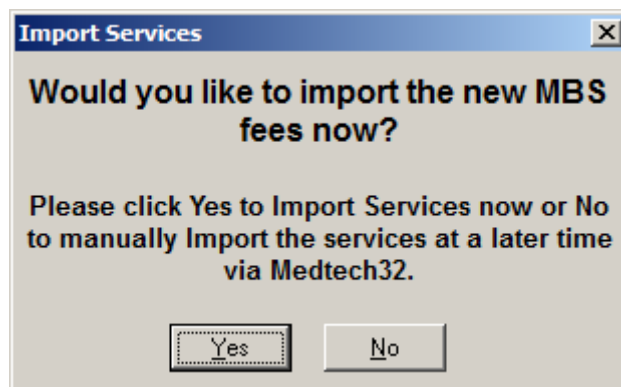 Import Services
Would you like to import the new MBS
fees now?
Please click Yes to Import Services now or No
to manually Import the services at a later time
via Medtech32.
Yes
No